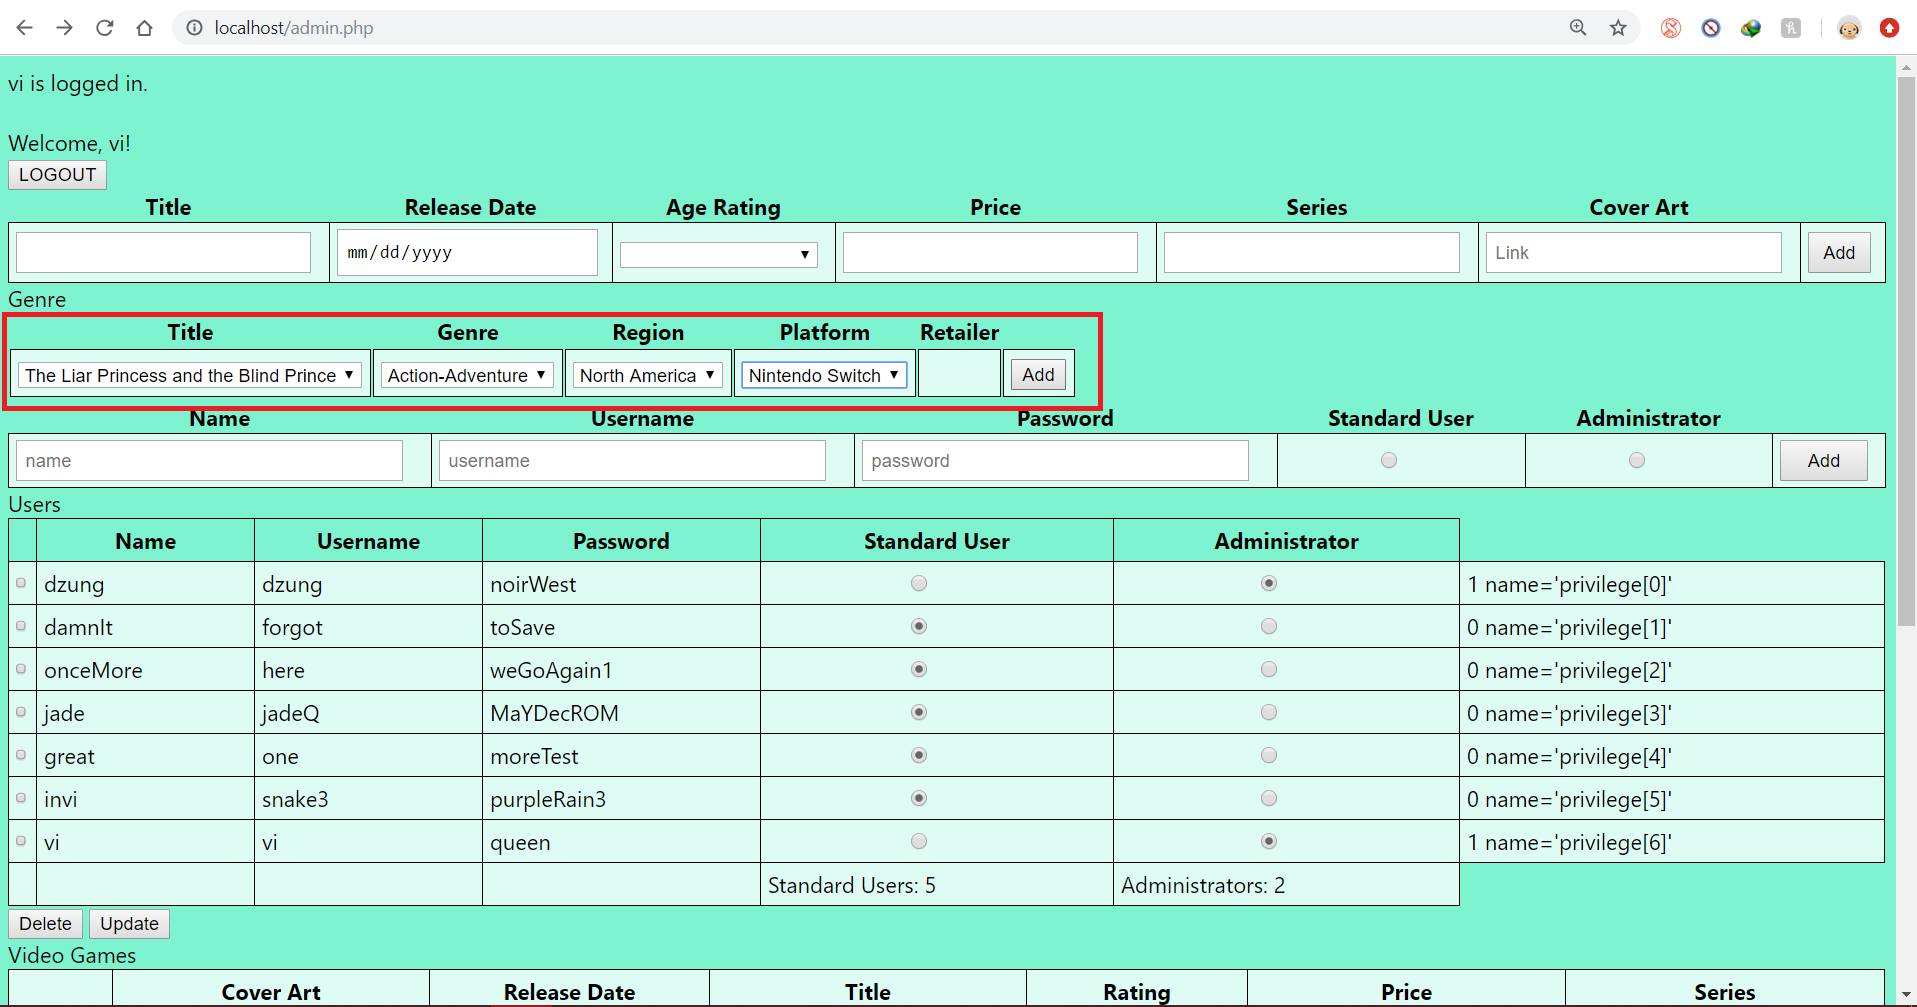 localhost/admin.php
vi is logged in.
Welcome, vi!
LOGOUT
Title Release Date Age Rating Price Series Cover Art
mm/dd/yyyy Link Add
Genre
Title Genre Region Platform Retailer
The Liar Princess and the Blind Prince Action-Adventure North America Nintendo Switch Add
Name Username Password Standard User Administrator
name username password Add
Users
Name Username Password Standard User Administrator
dzung dzung noirWest 1 name='privilege[0]'
damnIt forgot toSave 0 name='privilege[1]'
onceMore here weGoAgain1 0 name='privilege[2]'
jade jadeQ MaYDecROM 0 name='privilege[3]'
great one moreTest 0 name='privilege[4]'
invi snake3 purpleRain3 0 name='privilege[5]'
vi vi queen 1 name='privilege[6]'
Standard Users: 5 Administrators: 2
Delete Update
Video Games
Cover Art Release Date Title Rating Price Series